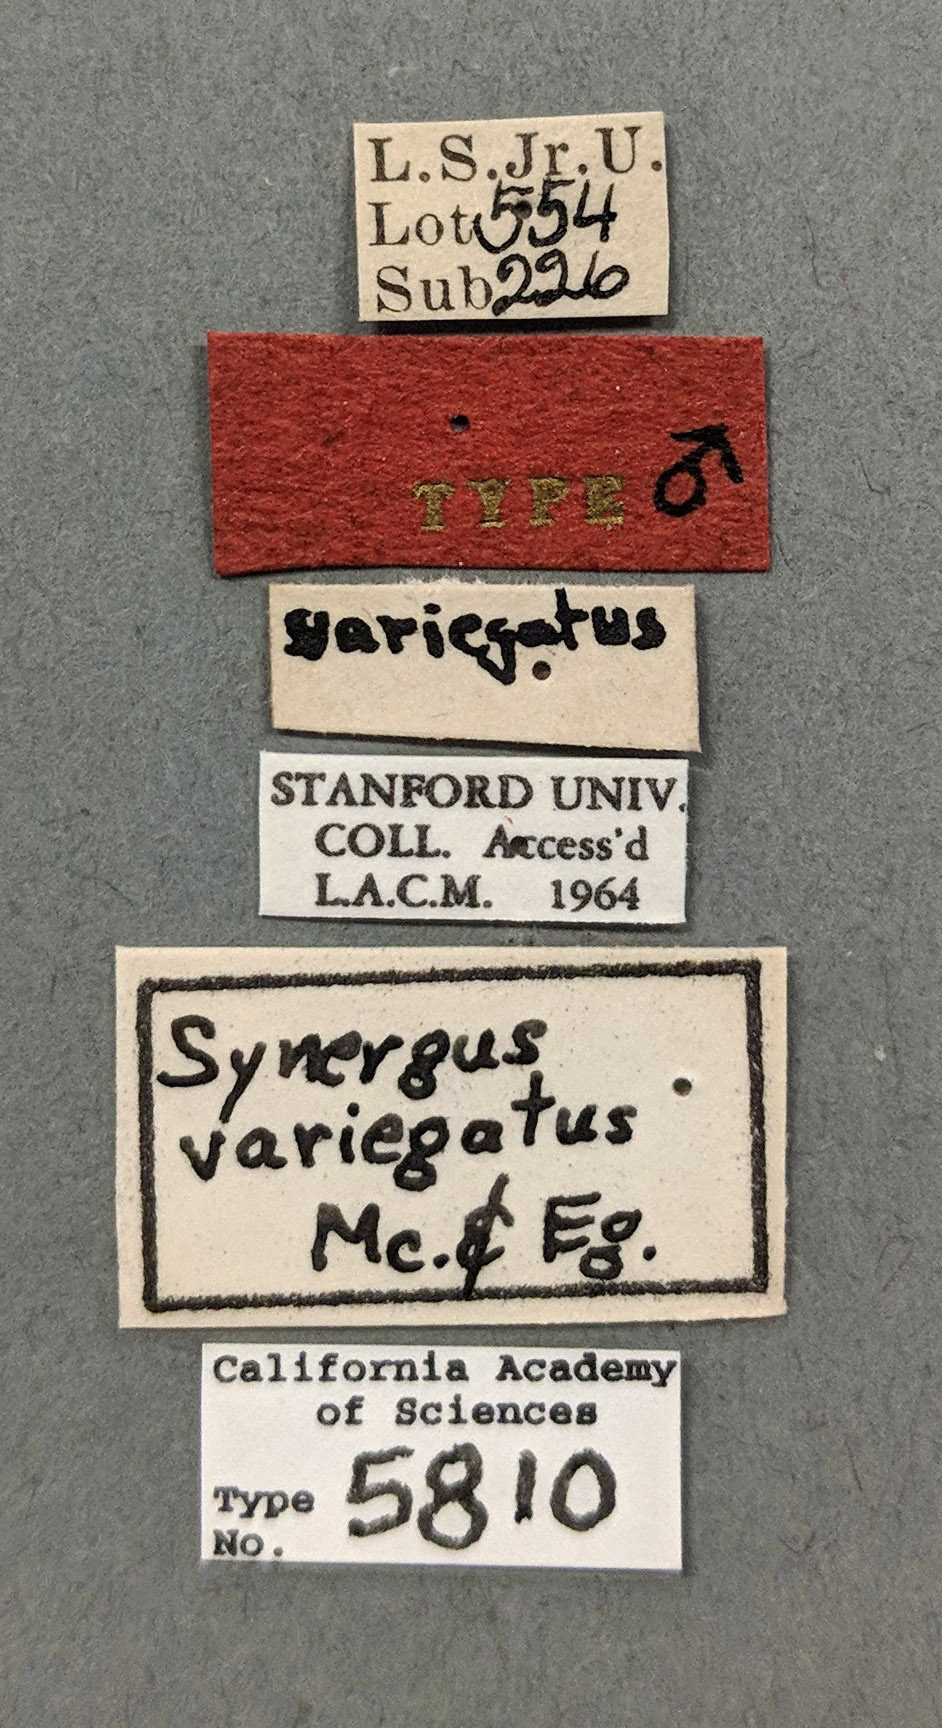 L.S.Jr.U.
Lot 554
Sub 226
TYPE ♂
variegatus
STANFORD UNIV.
COLL. Access'd
L.A.C.M. 1964
Synergus
variegatus
Mc. & Eg.
California Academy
of Sciences
Type
No. 5810